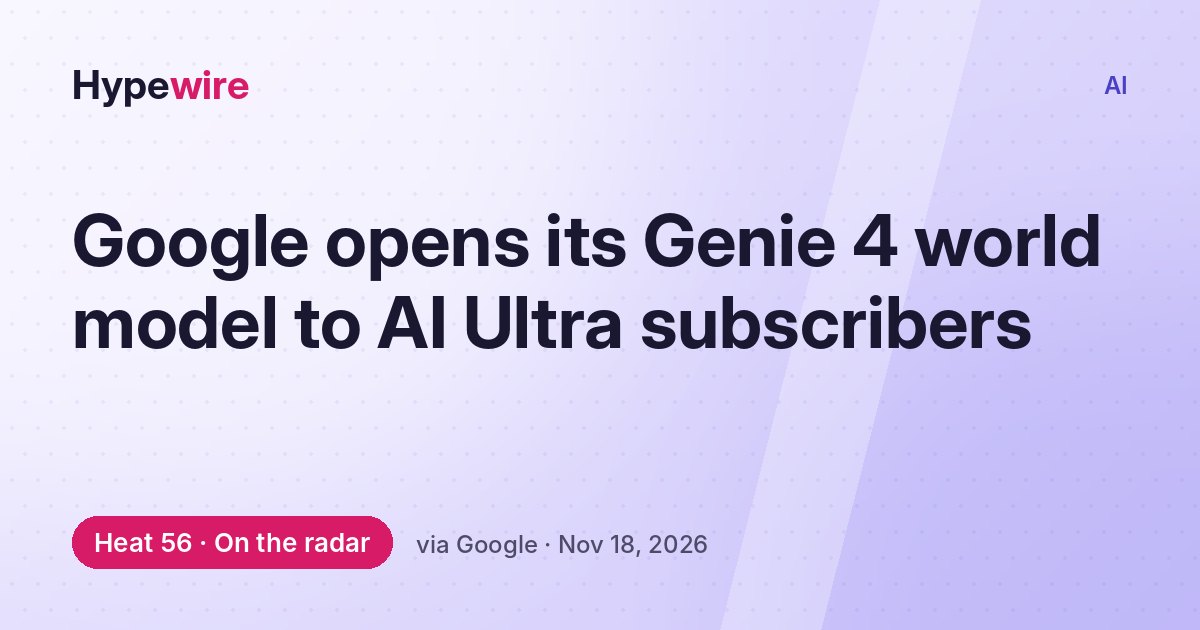 Hypewire
AI
Google opens its Genie 4 world
model to AI Ultra subscribers
Heat 56 · On the radar
via Google · Nov 18, 2026